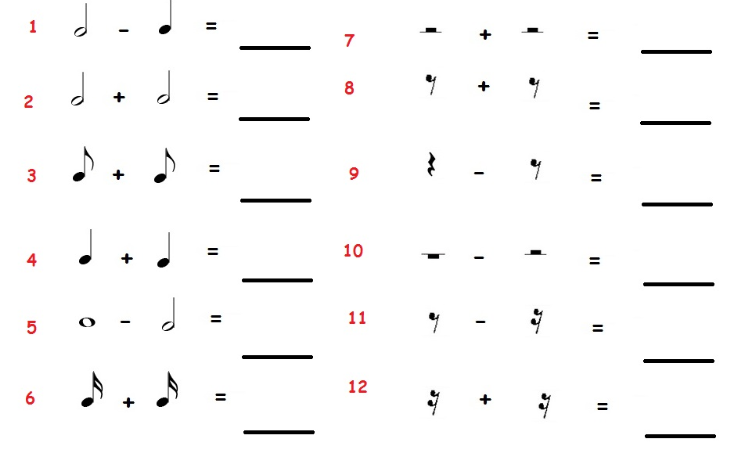 1 - =
2 + =
3 + =
4 + =
5 - =
6 + =
7 + =
8 + =
9 - =
10 - =
11 - =
12 + =